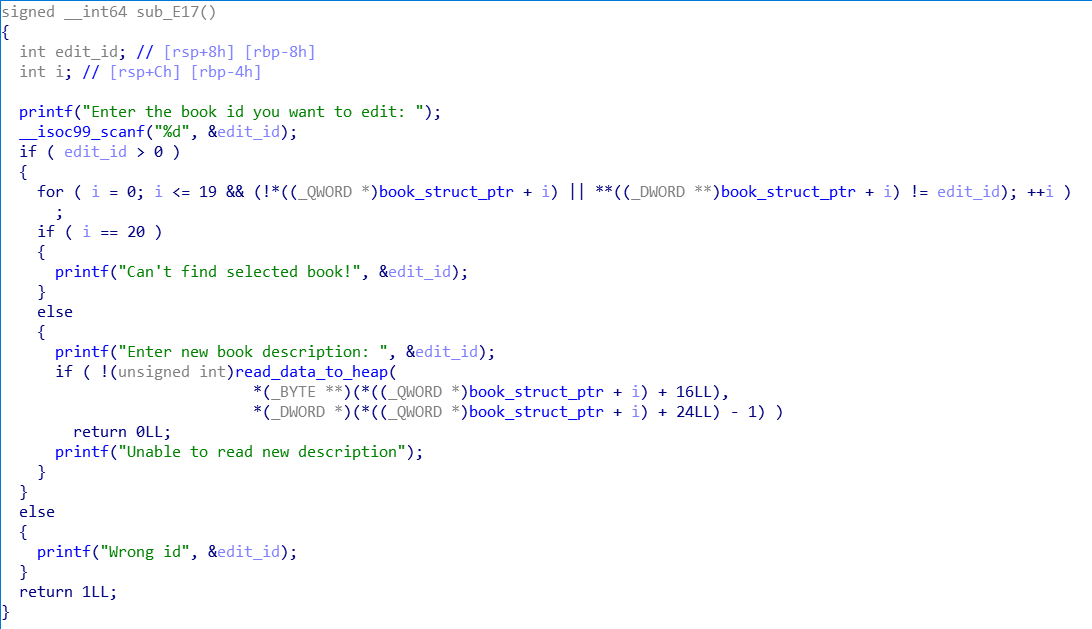 signed __int64 sub_E17()
{
  int edit_id; // [rsp+8h] [rbp-8h]
  int i; // [rsp+Ch] [rbp-4h]

  printf("Enter the book id you want to edit: ");
  __isoc99_scanf("%d", &edit_id);
  if ( edit_id > 0 )
  {
    for ( i = 0; i <= 19 && (!*((_QWORD *)book_struct_ptr + i) || **((_DWORD **)book_struct_ptr + i) != edit_id); ++i )
      ;
    if ( i == 20 )
    {
      printf("Can't find selected book!", &edit_id);
    }
    else
    {
      printf("Enter new book description: ", &edit_id);
      if ( !(unsigned int)read_data_to_heap(
                            *(_BYTE **)(*((_QWORD *)book_struct_ptr + i) + 16LL),
                            *(_DWORD *)(*((_QWORD *)book_struct_ptr + i) + 24LL) - 1) )
        return 0LL;
      printf("Unable to read new description");
    }
  }
  else
  {
    printf("Wrong id", &edit_id);
  }
  return 1LL;
}